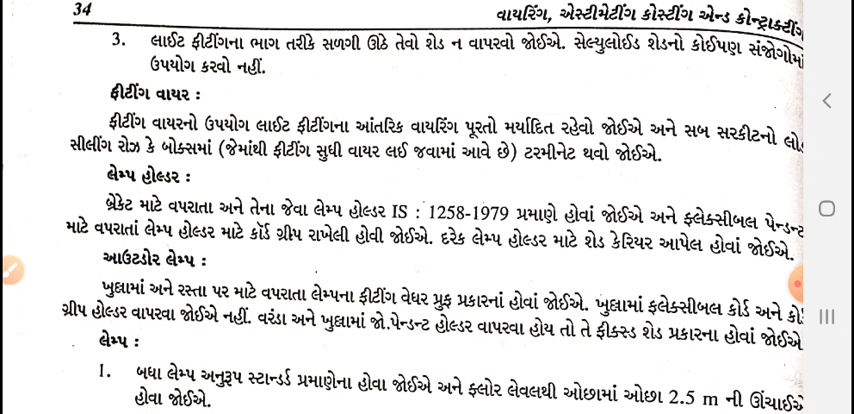 34 વાયરિંગ, એસ્ટીમેટીંગ કોસ્ટીંગ એન્ડ કોન્ટ્રાક્ટીંગ
3. લાઈટ ફીટીંગના ભાગ તરીકે સળગી ઊઠે તેવો શેડ ન વાપરવો જોઈએ. સેલ્યુલોઈડ શેડનો કોઈપણ સંજોગોમાં
ઉપયોગ કરવો નહીં.
ફીટીંગ વાયર :
ફીટીંગ વાયરનો ઉપયોગ લાઈટ ફીટીંગના આંતરિક વાયરિંગ પૂરતો મર્યાદિત રહેવો જોઈએ અને સબ સરકીટનો
સીલીંગ રોઝ કે બોક્સમાં (જેમાંથી ફીટીંગ સુધી વાયર લઈ જવામાં આવે છે) ટરમીનેટ થવો જોઈએ.
લેમ્પ હોલ્ડર :
બ્રેકેટ માટે વપરાતા અને તેના જેવા લેમ્પ હોલ્ડર IS : 1258-1979 પ્રમાણે હોવાં જોઈએ અને ફ્લેક્સીબલ પેન્ડન્ટ
માટે વપરાતાં લેમ્પ હોલ્ડર માટે કોર્ડ ગ્રીપ રાખેલી હોવી જોઈએ. દરેક લેમ્પ હોલ્ડર માટે શેડ કેરિયર આપેલ હોવાં જોઈએ.
આઉટડોર લેમ્પ :
ખુલ્લામાં અને રસ્તા પર માટે વપરાતા લેમ્પના ફીટીંગ વેધર પ્રુફ પ્રકારનાં હોવાં જોઈએ. ખુલ્લામાં ફલેક્સીબલ કોર્ડ અને
ગ્રીપ હોલ્ડર વાપરવા જોઈએ નહીં. વરંડા અને ખુલ્લામાં જો.પેન્ડન્ટ હોલ્ડર વાપરવા હોય તો તે ફીક્સ્ડ શેડ પ્રકારના હોવાં જોઈએ
લેમ્પ :
1. બધા લેમ્પ અનુરૂપ સ્ટાન્ડર્ડ પ્રમાણેના હોવા જોઈએ અને ફ્લોર લેવલથી ઓછામાં ઓછા 2.5 m ની ઊંચાઈએ
હોવા જોઈએ.